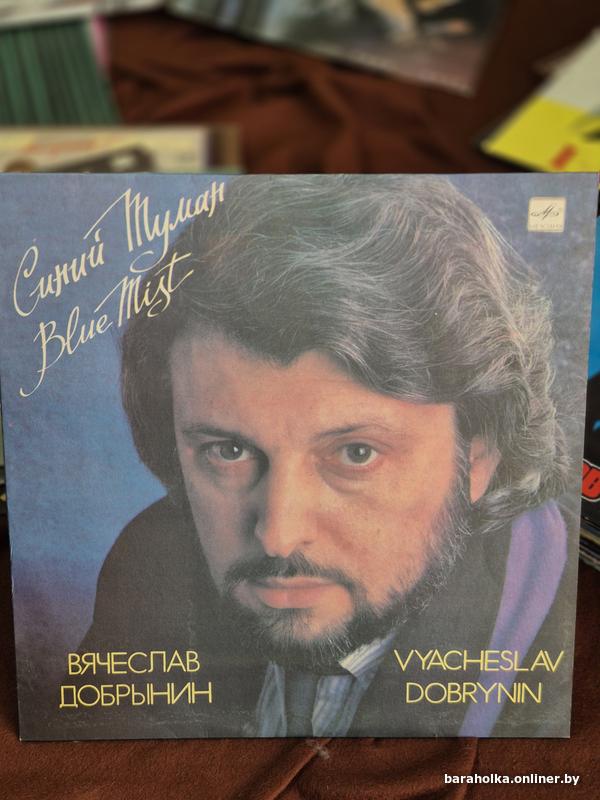 Синий Туман
Blue Mist
ВЯЧЕСЛАВ
ДОБРЫНИН
VYACHESLAV
DOBRYNIN
baraholka.onliner.by